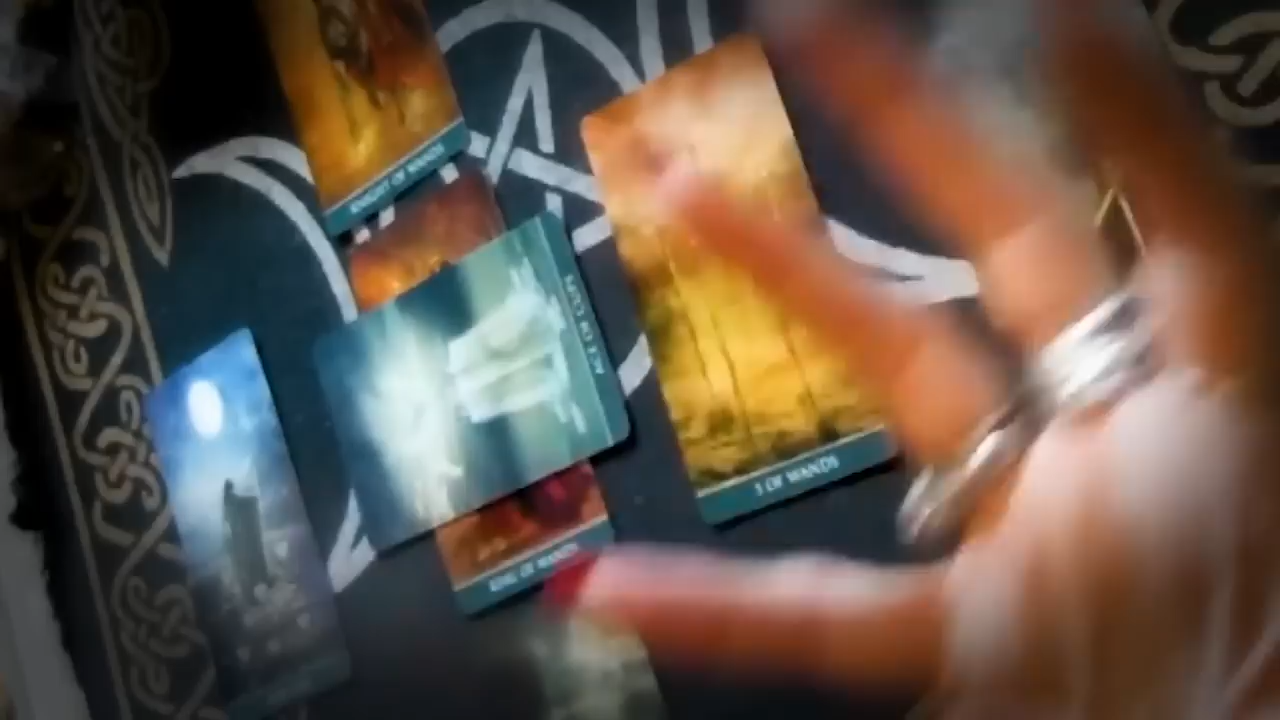 KNIGHT OF WANDS
ACE OF CUPS
3 OF WANDS
KING OF WANDS